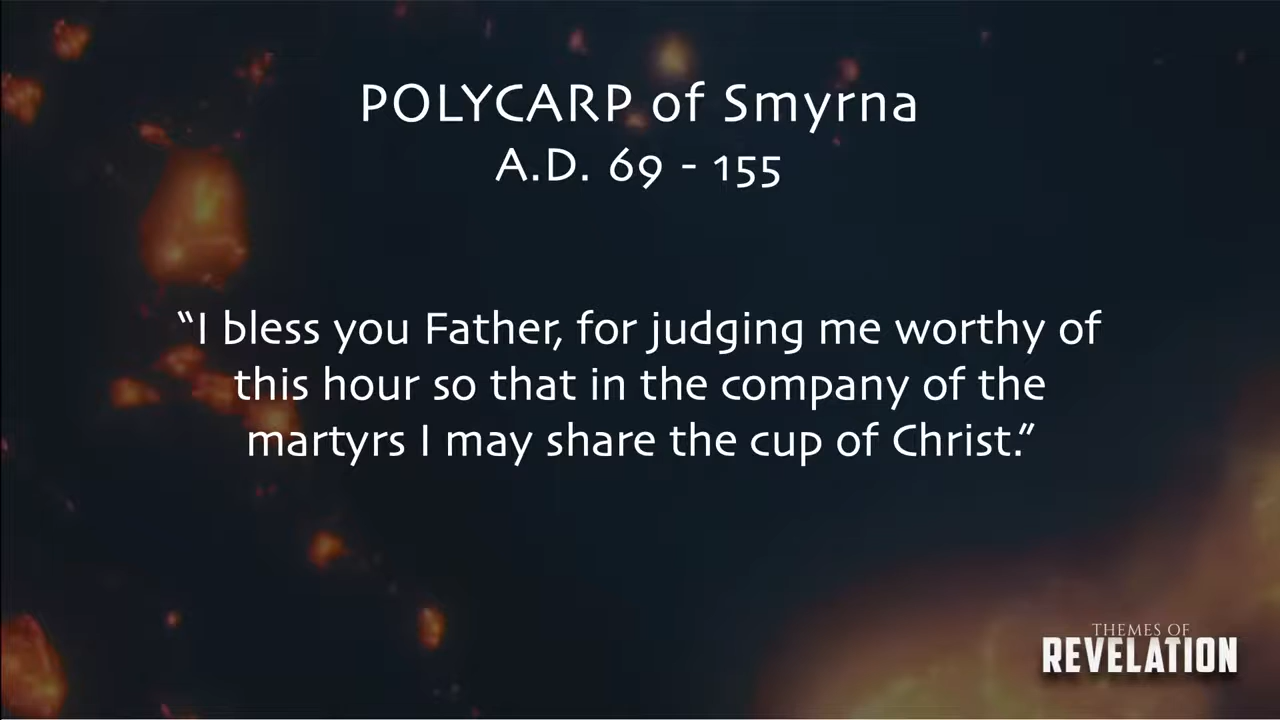 POLYCARP of Smyrna
A.D. 69 - 155
“I bless you Father, for judging me worthy of
this hour so that in the company of the
martyrs I may share the cup of Christ.”
THEMES OF
REVELATION